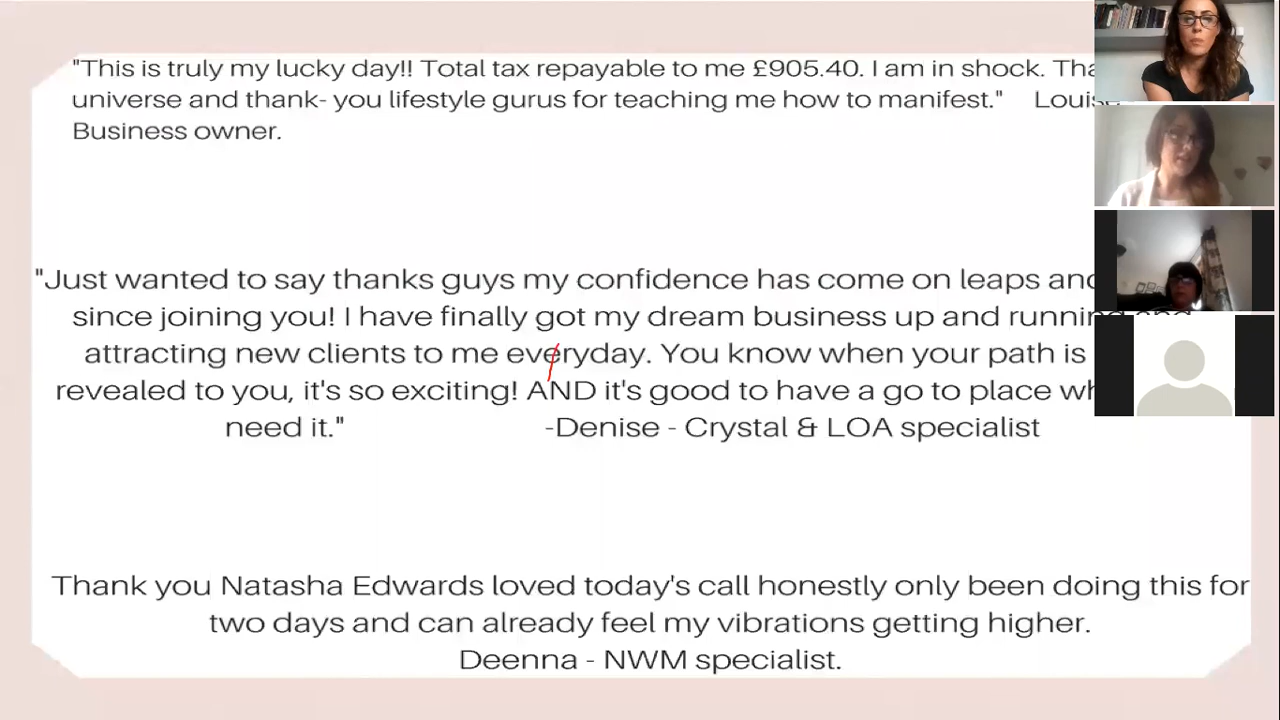 "This is truly my lucky day!! Total tax repayable to me £905.40. I am in shock.
universe and thank- you lifestyle gurus for teaching me how to manifest."
Business owner.
"Just wanted to say thanks guys my confidence has come on leaps
since joining you! I have finally got my dream business up and running and
attracting new clients to me everyday. You know when your path is
revealed to you, it's so exciting! AND it's good to have a go to place
need it." -Denise - Crystal & LOA specialist
Thank you Natasha Edwards loved today's call honestly only been doing this for
two days and can already feel my vibrations getting higher.
Deenna - NWM specialist.